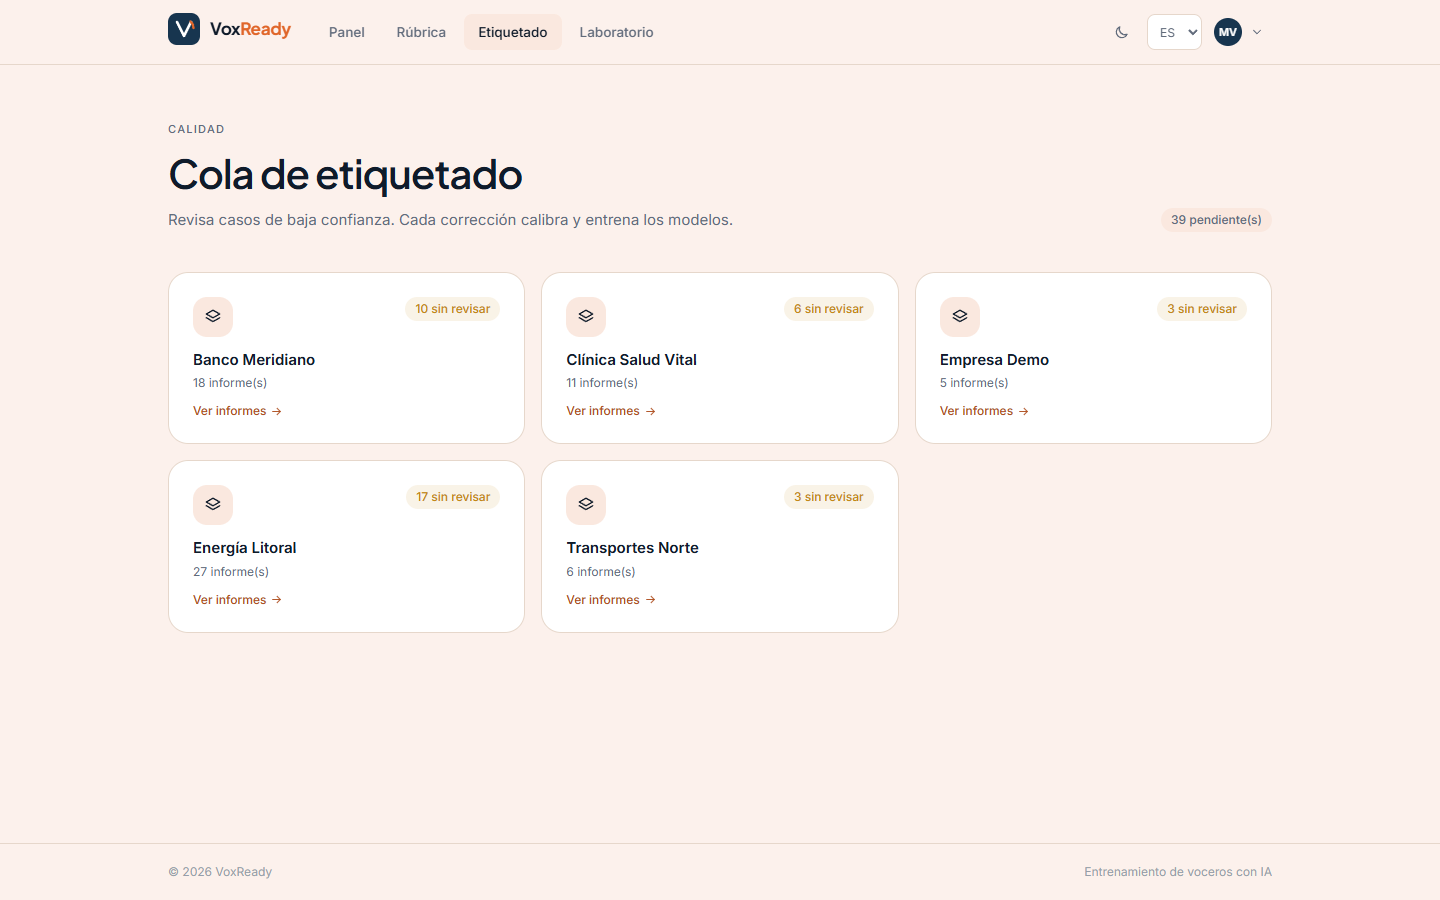 VoxReady
Panel
Rúbrica
Etiquetado
Laboratorio
ES
MV
CALIDAD
Cola de etiquetado
Revisa casos de baja confianza. Cada corrección calibra y entrena los modelos.
39 pendiente(s)
10 sin revisar
Banco Meridiano
18 informe(s)
Ver informes →
6 sin revisar
Clínica Salud Vital
11 informe(s)
Ver informes →
3 sin revisar
Empresa Demo
5 informe(s)
Ver informes →
17 sin revisar
Energía Litoral
27 informe(s)
Ver informes →
3 sin revisar
Transportes Norte
6 informe(s)
Ver informes →
© 2026 VoxReady
Entrenamiento de voceros con IA